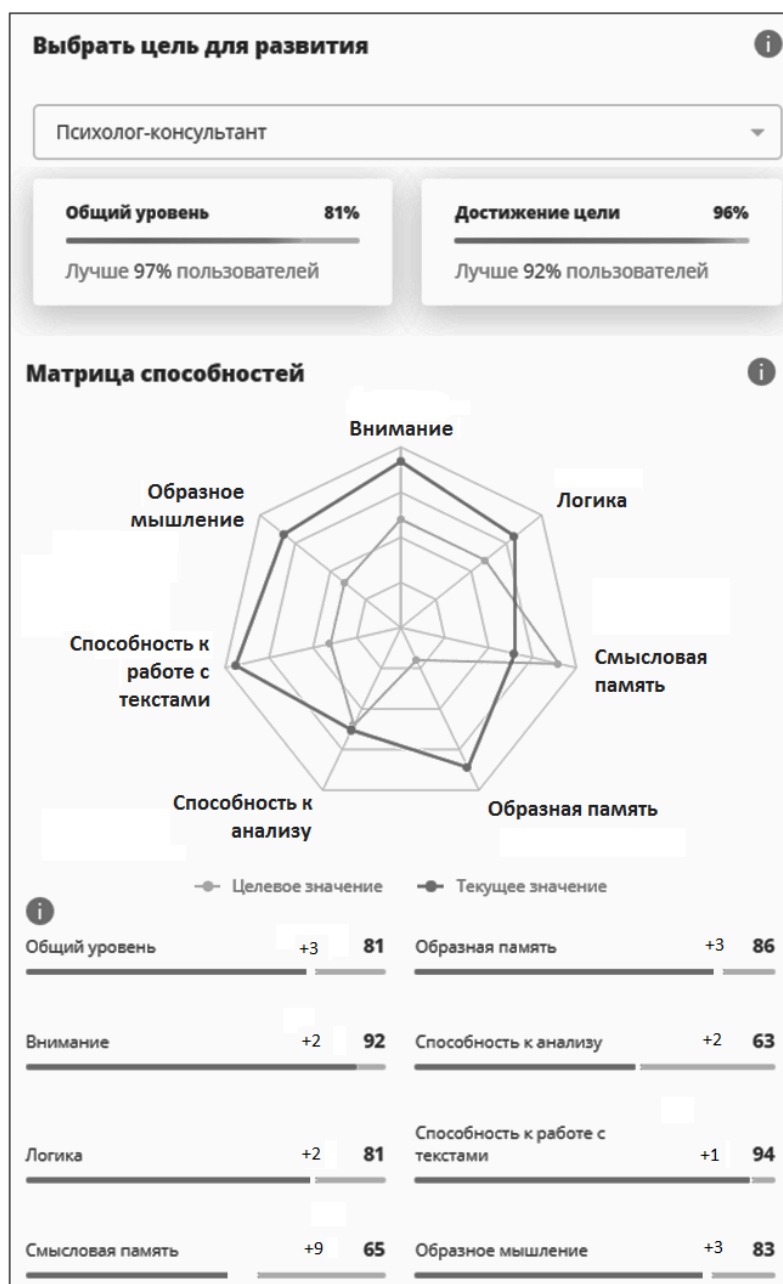 Выбрать цель для развития
Психолог-консультант
Общий уровень 81%
Лучше 97% пользователей
Достижение цели 96%
Лучше 92% пользователей
Матрица способностей
Внимание
Логика
Смысловая
память
Образная память
Способность к
анализу
Способность к
работе с
текстами
Образное
мышление
Целевое значение
Текущее значение
Общий уровень +3 81
Образная память +3 86
Внимание +2 92
Способность к анализу +2 63
Логика +2 81
Способность к работе с
текстами +1 94
Смысловая память +9 65
Образное мышление +3 83